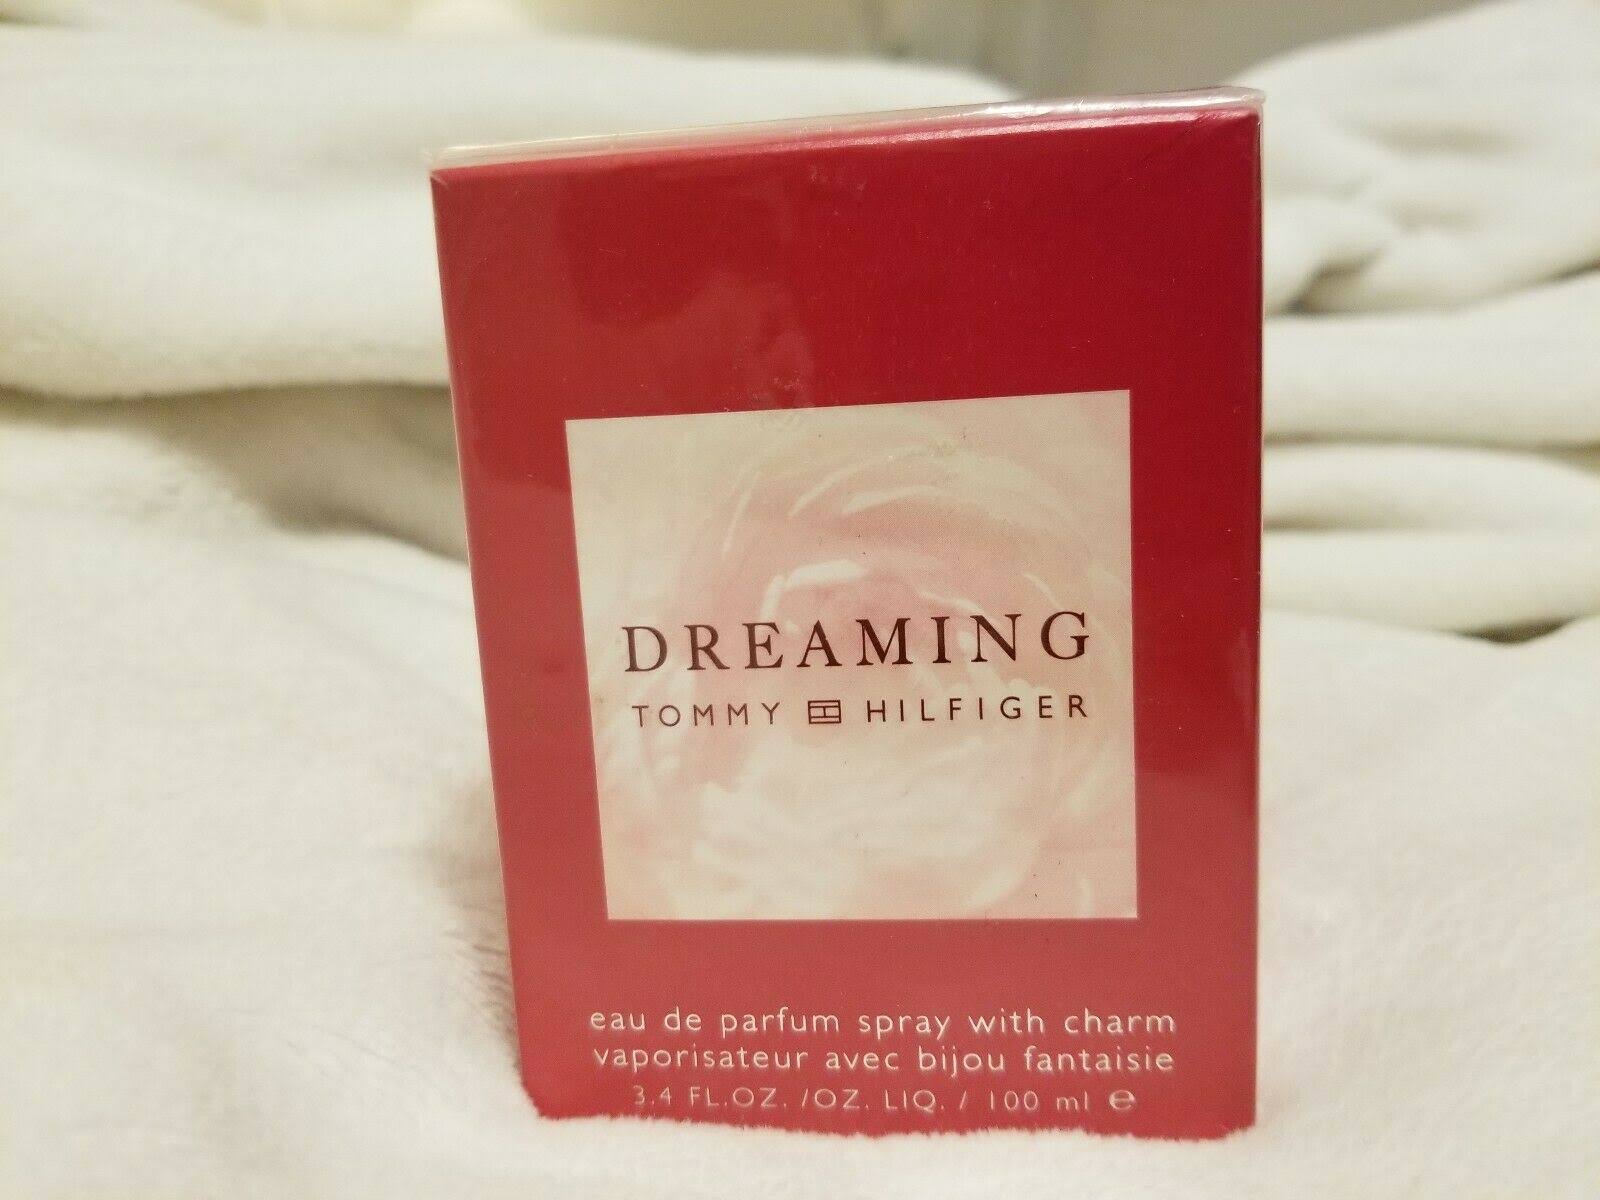 DREAMING
TOMMY HILFIGER
eau de parfum spray with charm
vaporisateur avec bijou fantaisie
3.4 FL.OZ. /OZ. LIQ. / 100 ml ℮